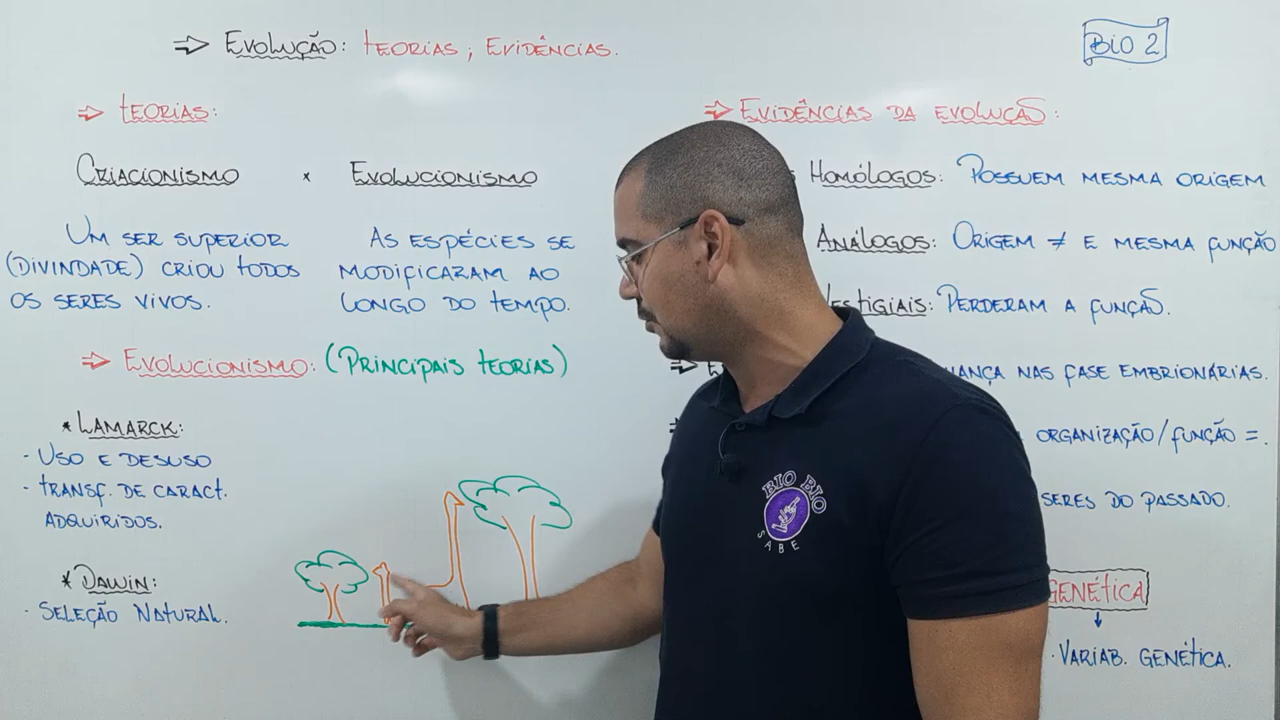 ⇒ Evolução: teorias; Evidências.
Bio 2
⇒ teorias:
Criacionismo × Evolucionismo
Um ser superior
(divindade) criou todos
os seres vivos.
As espécies se
modificaram ao
longo do tempo.
⇒ Evolucionismo: (Principais teorias)
* Lamarck:
- Uso e desuso
- transf. de caract.
adquiridos.
* Dawin:
- Seleção Natural.
⇒ Evidências da evolução:
Homólogos: Possuem mesma origem
Análogos: Origem ≠ e mesma função
Vestigiais: Perderam a função.
nas fase embrionárias.
organização/função =.
seres do passado.
Genética
↓
· Variab. genética.
BIO BIO
SABE